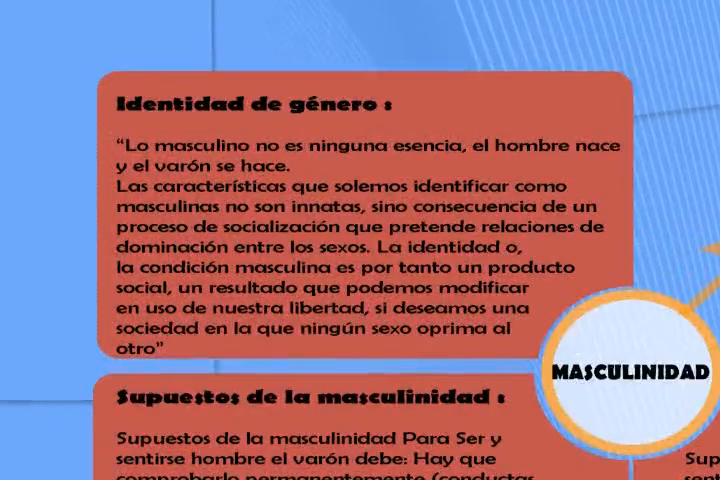 Identidad de género :
“Lo masculino no es ninguna esencia, el hombre nace
y el varón se hace.
Las características que solemos identificar como
masculinas no son innatas, sino consecuencia de un
proceso de socialización que pretende relaciones de
dominación entre los sexos. La identidad o,
la condición masculina es por tanto un producto
social, un resultado que podemos modificar
en uso de nuestra libertad, si deseamos una
sociedad en la que ningún sexo oprima al
otro”
MASCULINIDAD
Supuestos de la masculinidad :
Supuestos de la masculinidad Para Ser y
sentirse hombre el varón debe: Hay que
comprobarlo permanentemente (conductas
Sup
sent